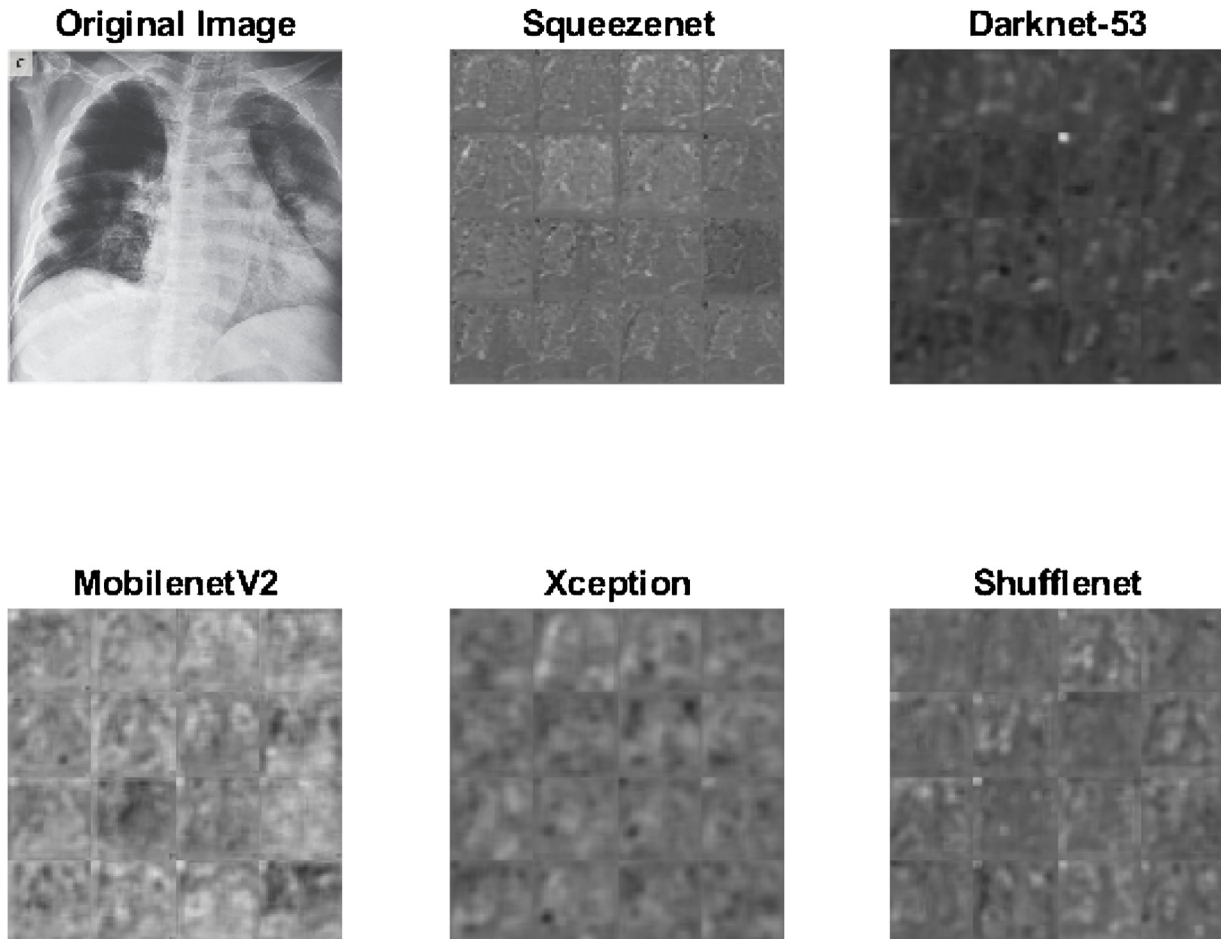 Original Image
Squeezenet
Darknet-53
c
MobilenetV2
Xception
Shufflenet